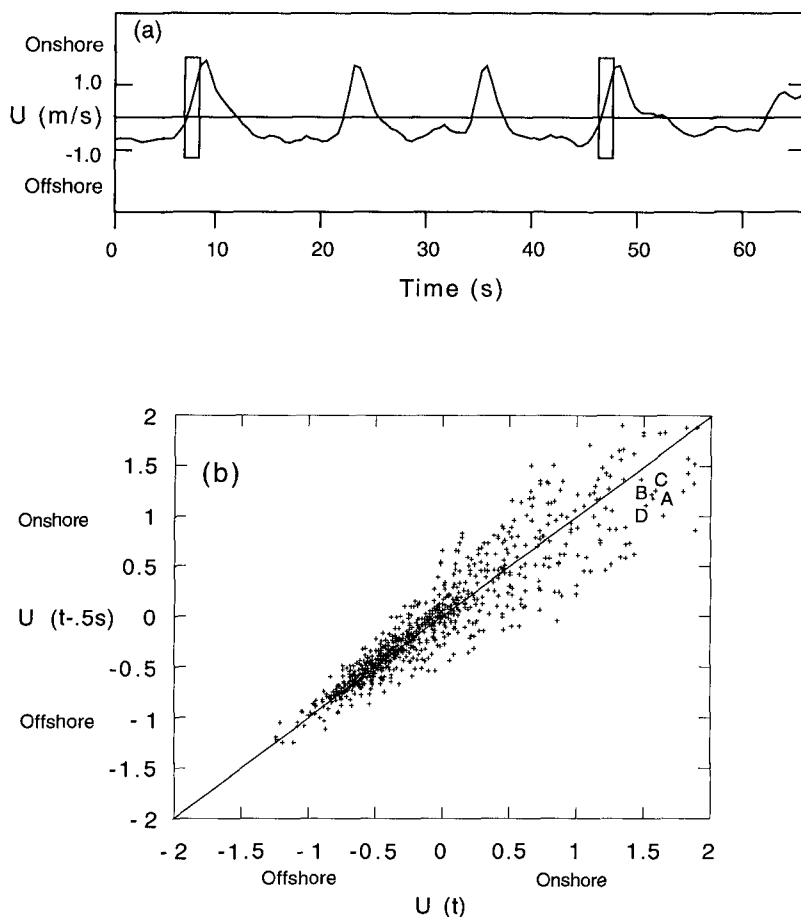 (a)
Onshore
1.0
U (m/s)
-1.0
Offshore
0 10 20 30 40 50 60
Time (s)
(b)
2
1.5
1
Onshore
0.5
0
U (t-.5s)
-0.5
Offshore
- 1
-1.5
- 2
C
B
A
D
- 2 -1.5 - 1 -0.5 0 0.5 1 1.5 2
Offshore Onshore
U (t)